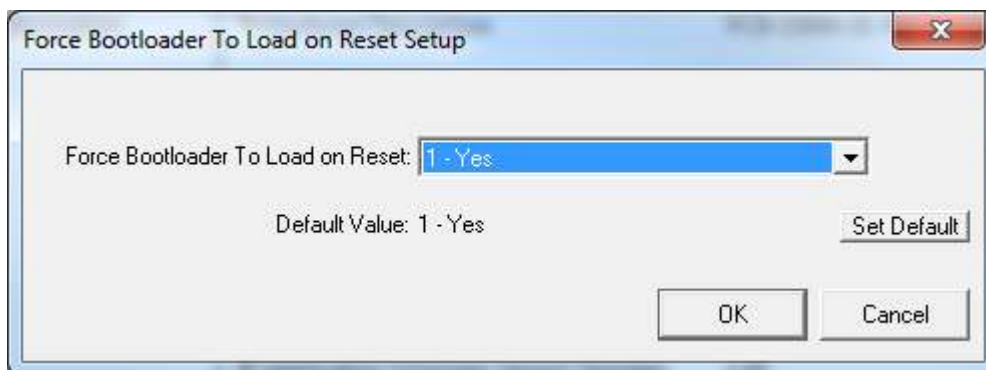 Force Bootloader To Load on Reset Setup
Force Bootloader To Load on Reset: 1 - Yes
Default Value: 1 - Yes
Set Default
OK
Cancel